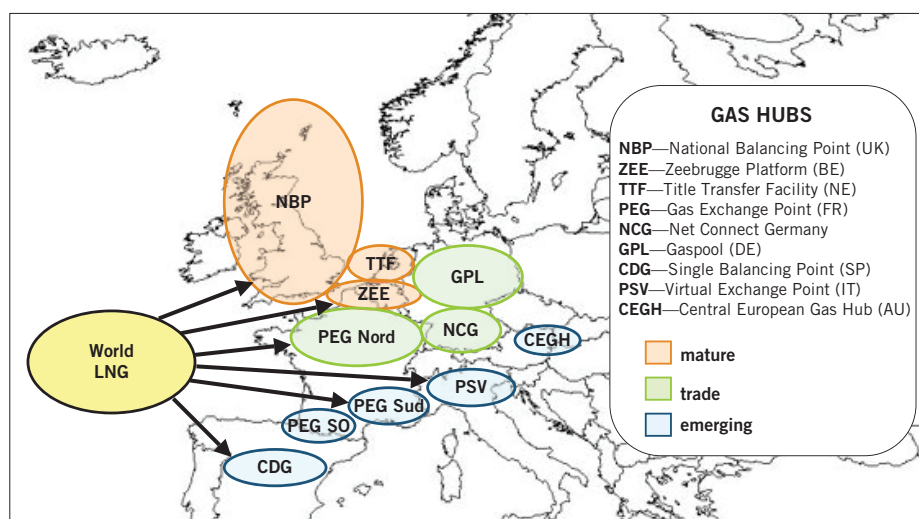 GAS HUBS
NBP—National Balancing Point (UK)
ZEE—Zeebrugge Platform (BE)
TTF—Title Transfer Facility (NE)
PEG—Gas Exchange Point (FR)
NCG—Net Connect Germany
GPL—Gaspool (DE)
CDG—Single Balancing Point (SP)
PSV—Virtual Exchange Point (IT)
CEGH—Central European Gas Hub (AU)
mature
trade
emerging
NBP
TTF
GPL
ZEE
PEG Nord
NCG
CEGH
World
LNG
PSV
PEG Sud
PEG SO
CDG